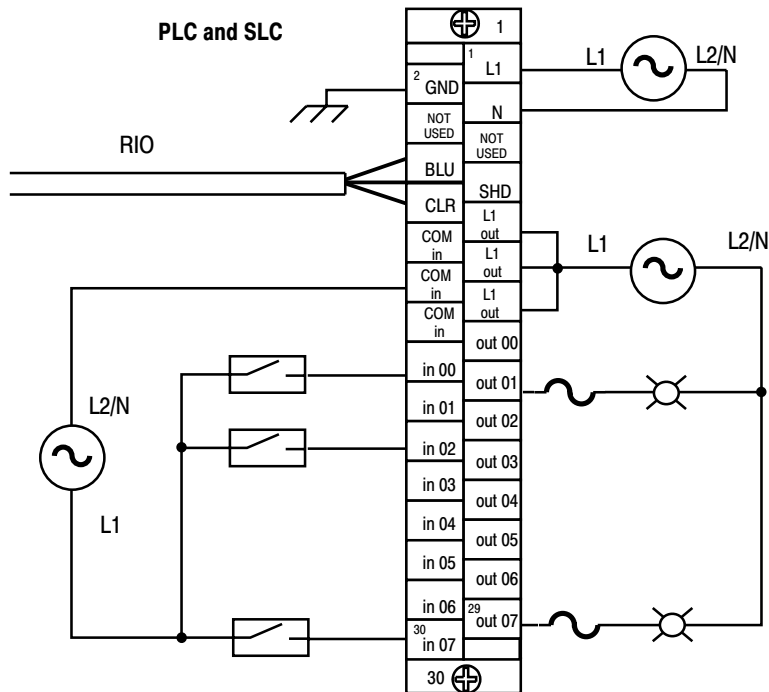 PLC and SLC
1
1
L1
L1
L2/N
2
GND
N
NOT
USED
NOT
USED
RIO
BLU
SHD
CLR
L1
out
COM
in
L1
out
L1
L2/N
COM
in
L1
out
COM
in
out 00
in 00
out 01
in 01
out 02
L2/N
in 02
out 03
in 03
out 04
L1
in 04
out 05
in 05
out 06
in 06
29
out 07
30
in 07
30